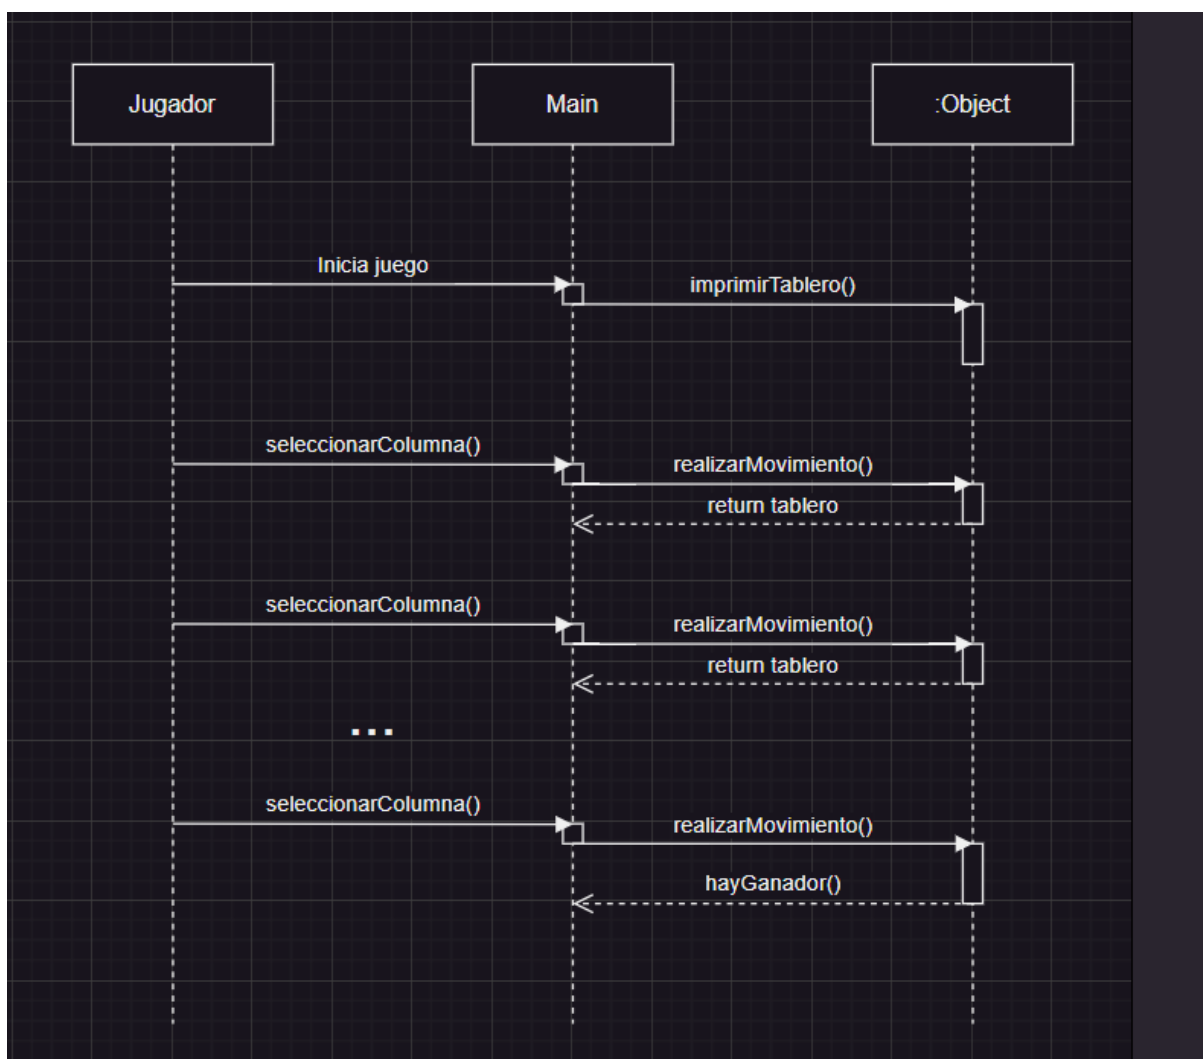 Jugador
Main
:Object
Inicia juego
imprimirTablero()
seleccionarColumna()
realizarMovimiento()
return tablero
seleccionarColumna()
realizarMovimiento()
return tablero
...
seleccionarColumna()
realizarMovimiento()
hayGanador()